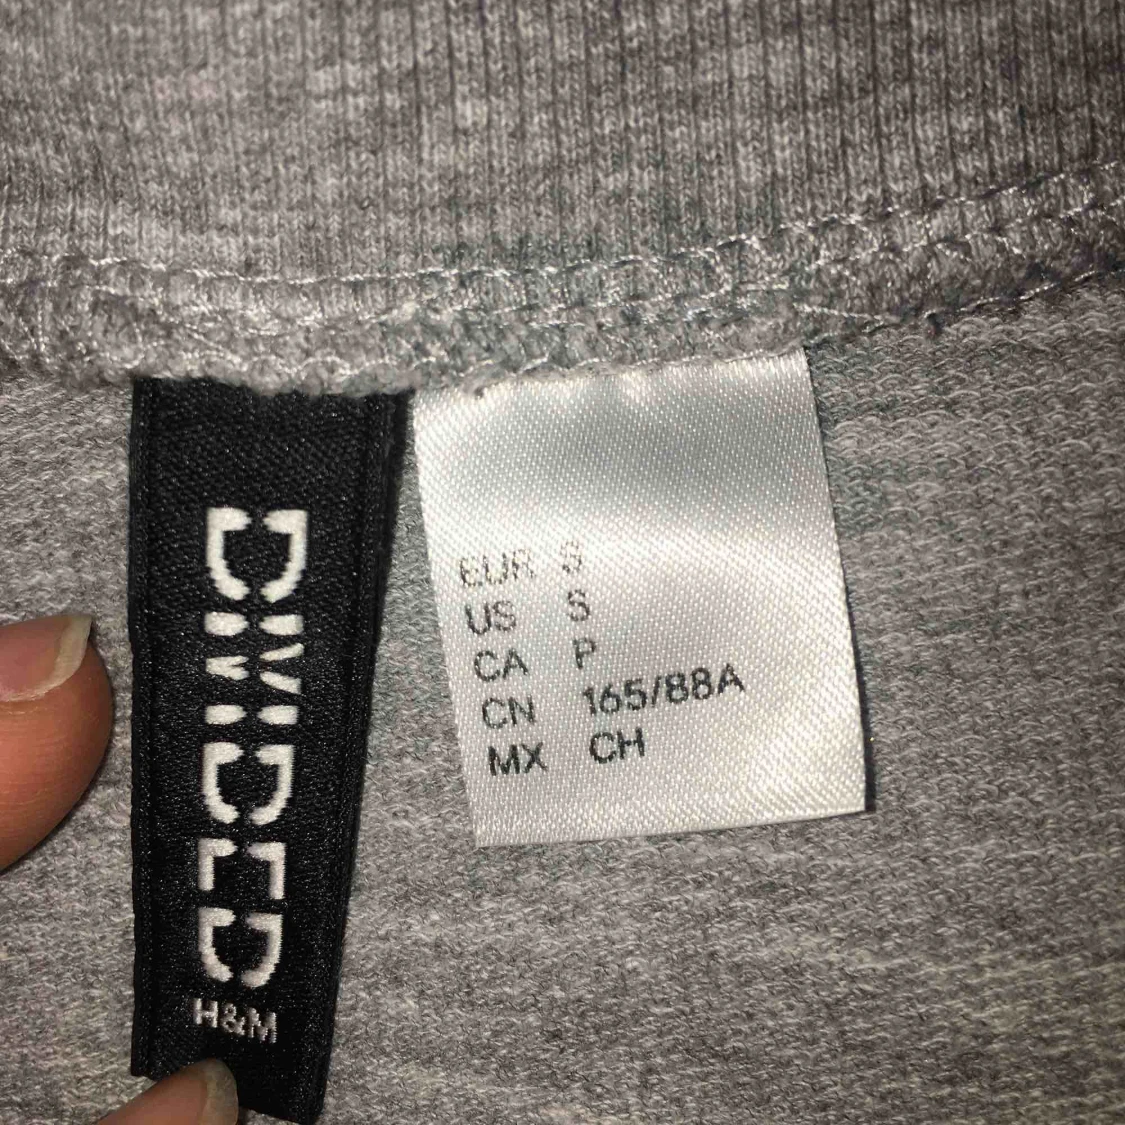 DIVIDED
H&M
EUR S
US S
CA P
CN 165/88A
MX CH